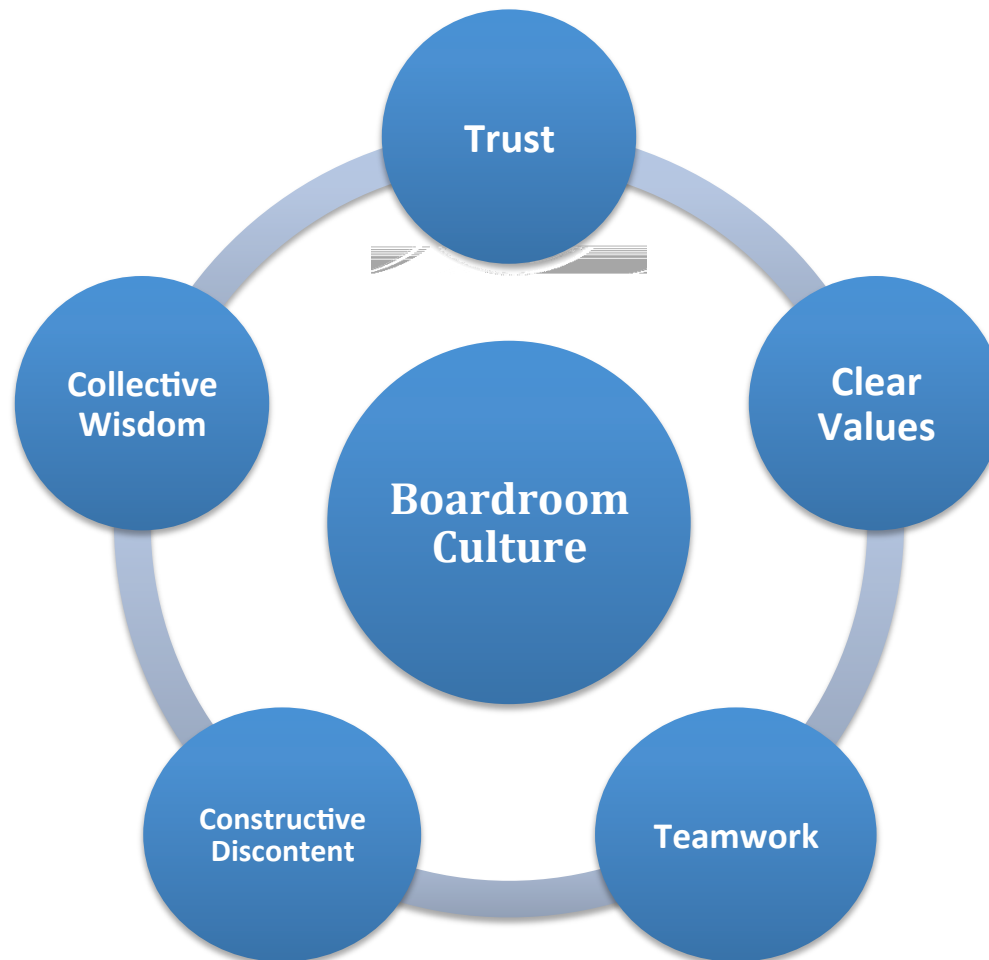 Trust
Clear
Values
Teamwork
Constructive
Discontent
Collective
Wisdom
Boardroom
Culture